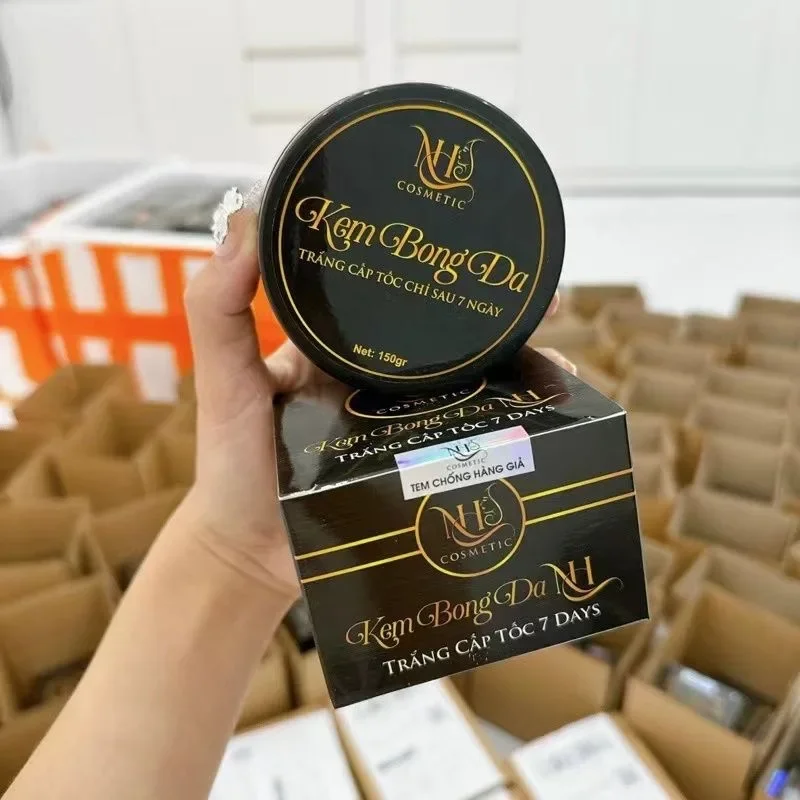 NH
COSMETIC
Kem Bong Da
TRẮNG CẤP TỐC CHỈ SAU 7 NGÀY
Net: 150gr
COSMETIC
Kem Bong Da NH
TRẮNG CẤP TỐC 7 DAYS
NH
COSMETIC
TEM CHỐNG HÀNG GIẢ
NH
COSMETIC
Kem Bong Da NH
TRẮNG CẤP TỐC 7 DAYS